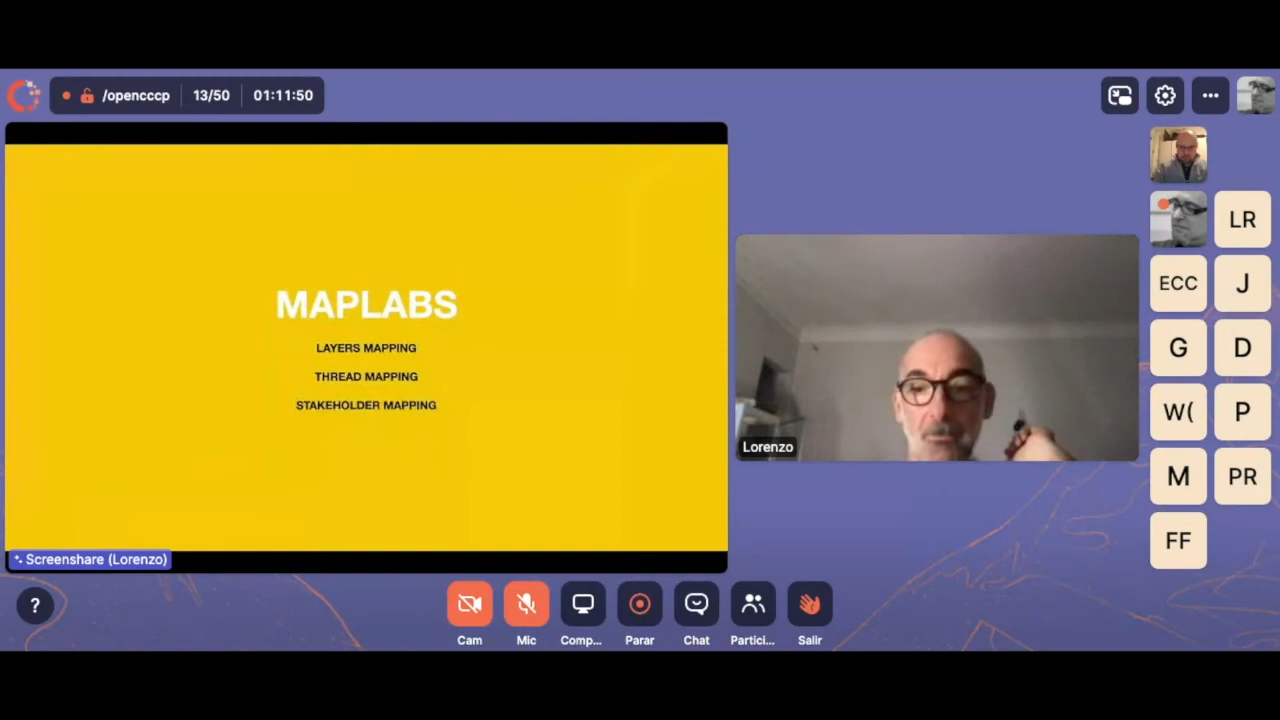 /opencccp
13/50
01:11:50
MAPLABS
LAYERS MAPPING
THREAD MAPPING
STAKEHOLDER MAPPING
Screenshare (Lorenzo)
Lorenzo
LR
ECC
J
G
D
W(
P
M
PR
FF
?
Cam
Mic
Comp...
Parar
Chat
Partici...
Salir